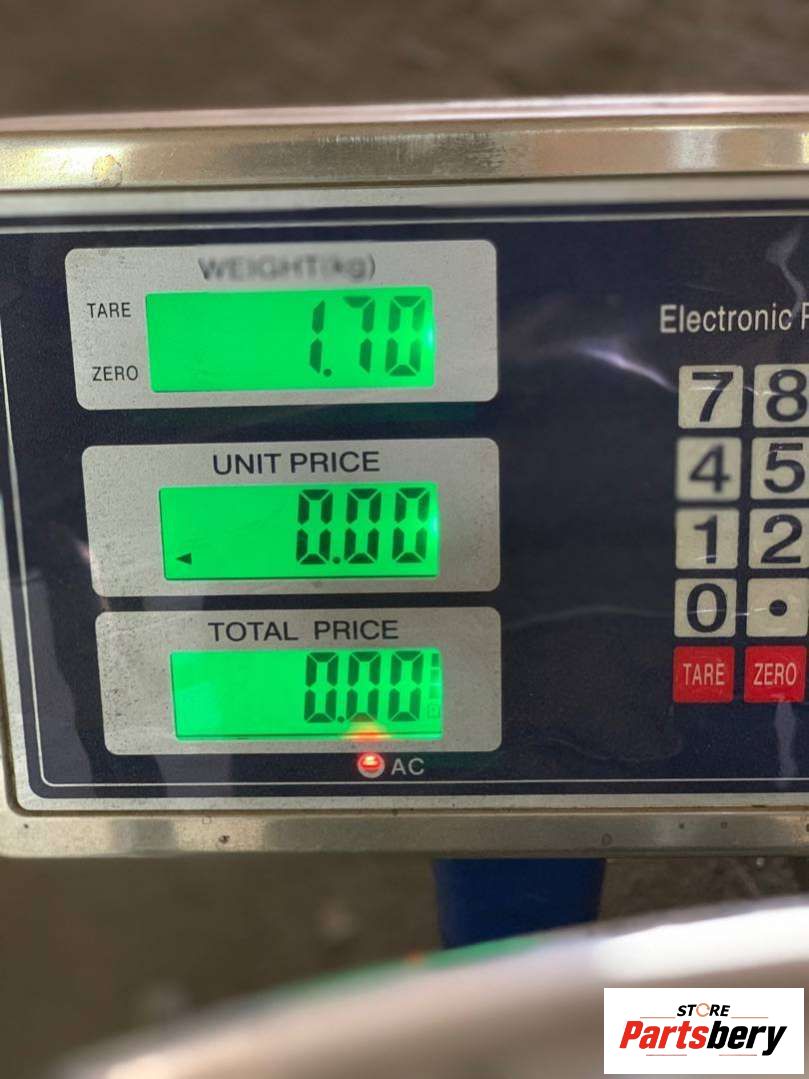 WEIGHT(kg)
TARE
1.70
ZERO
Electronic
UNIT PRICE
0.00
TOTAL PRICE
0.00
AC
7 8
4 5
1 2
0 •
TARE ZERO
STORE
Partsbery